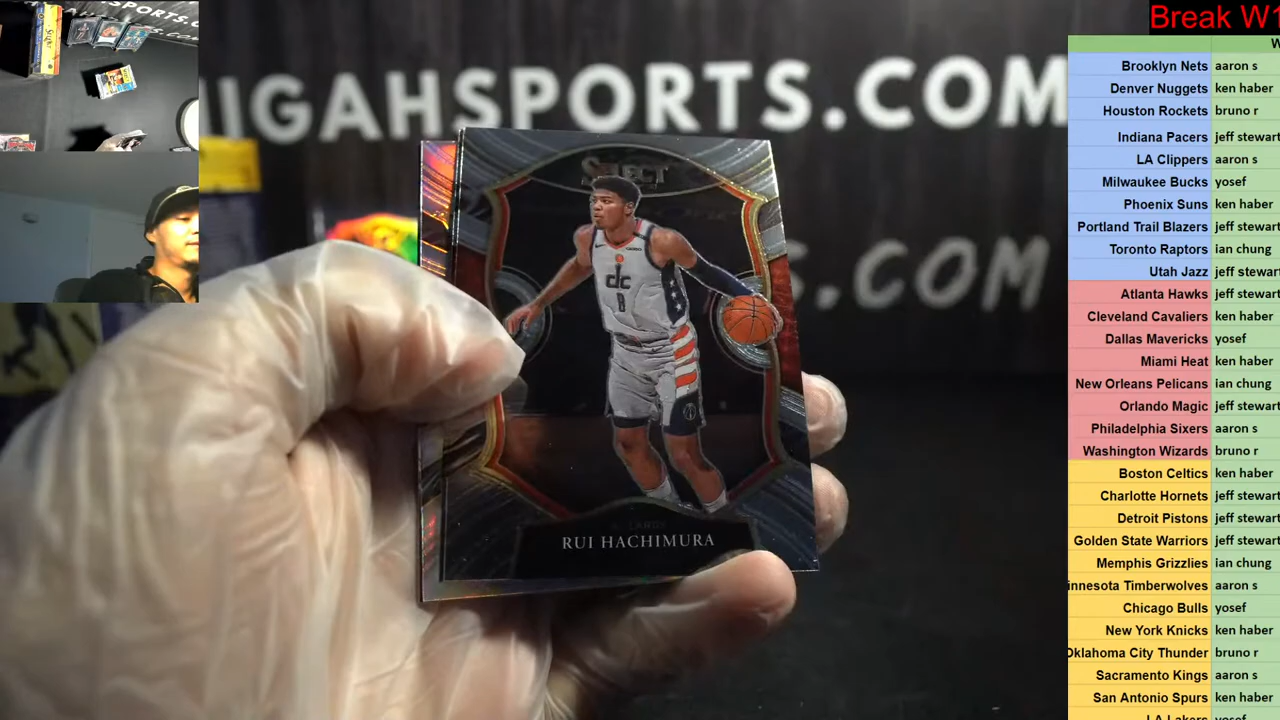 Break W1
IGAHSPORTS.COM
S.COM
SELECT
dc
8
RUI HACHIMURA
W
Brooklyn Nets aaron s
Denver Nuggets ken haber
Houston Rockets bruno r
Indiana Pacers jeff stewart
LA Clippers aaron s
Milwaukee Bucks yosef
Phoenix Suns ken haber
Portland Trail Blazers jeff stewart
Toronto Raptors ian chung
Utah Jazz jeff stewart
Atlanta Hawks jeff stewart
Cleveland Cavaliers ken haber
Dallas Mavericks yosef
Miami Heat ken haber
New Orleans Pelicans ian chung
Orlando Magic jeff stewart
Philadelphia Sixers aaron s
Washington Wizards bruno r
Boston Celtics ken haber
Charlotte Hornets jeff stewart
Detroit Pistons jeff stewart
Golden State Warriors jeff stewart
Memphis Grizzlies ian chung
innesota Timberwolves aaron s
Chicago Bulls yosef
New York Knicks ken haber
Oklahoma City Thunder bruno r
Sacramento Kings aaron s
San Antonio Spurs ken haber
LA Lakers yosef